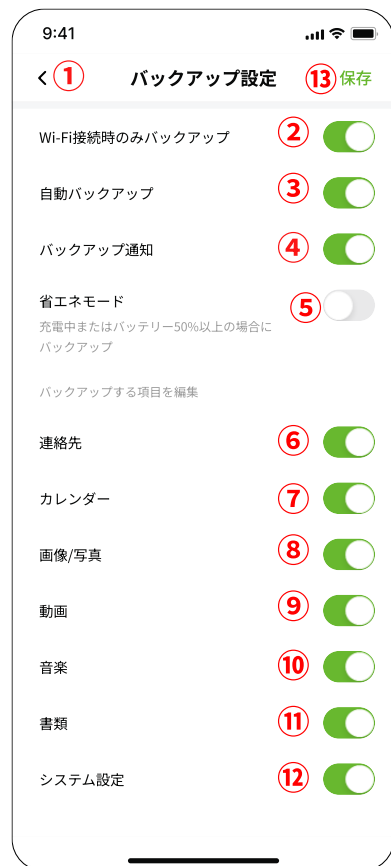 9:41
① バックアップ設定 ⑬ 保存
Wi-Fi接続時のみバックアップ ②
自動バックアップ ③
バックアップ通知 ④
省エネモード ⑤
充電中またはバッテリー50%以上の場合に
バックアップ
バックアップする項目を編集
連絡先 ⑥
カレンダー ⑦
画像/写真 ⑧
動画 ⑨
音楽 ⑩
書類 ⑪
システム設定 ⑫